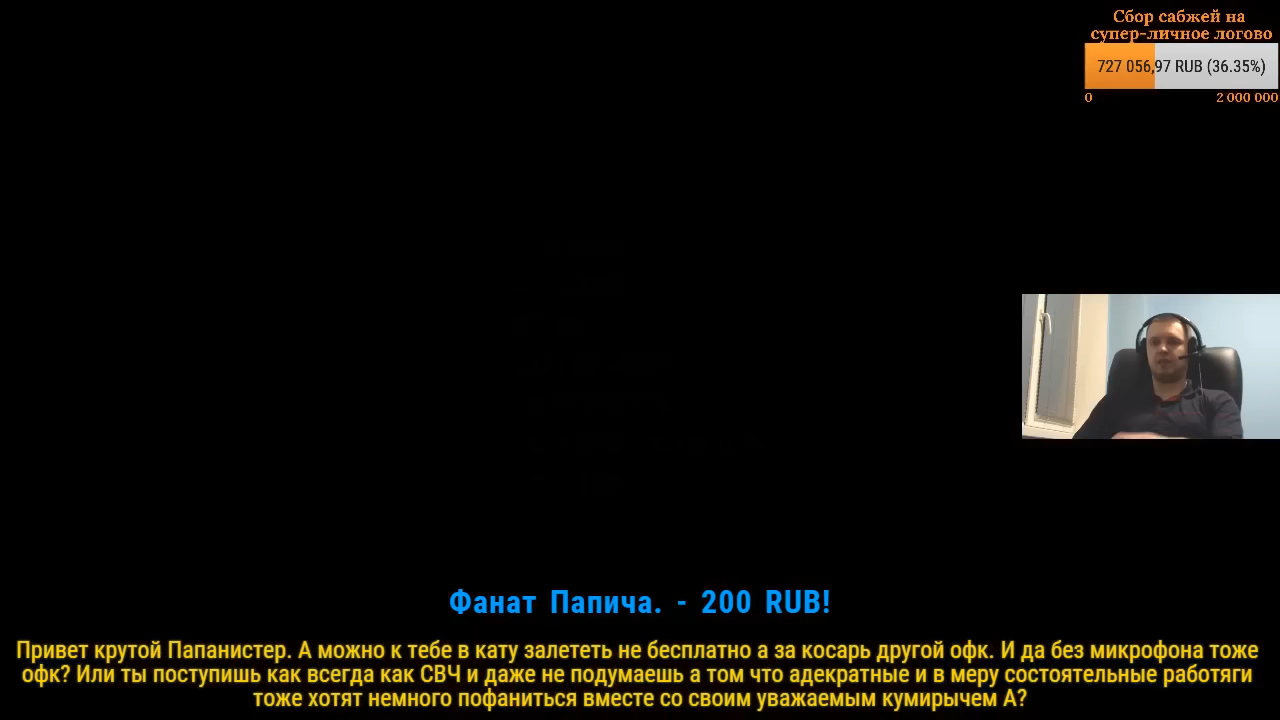 Сбор сабжей на
супер-личное логово
727 056,97 RUB (36.35%)
0 2 000 000
Фанат Папича. - 200 RUB!
Привет крутой Папанистер. А можно к тебе в кату залететь не бесплатно а за косарь другой офк. И да без микрофона тоже
офк? Или ты поступишь как всегда как СВЧ и даже не подумаешь а том что адекратные и в меру состоятельные работяги
тоже хотят немного пофаниться вместе со своим уважаемым кумирычем А?